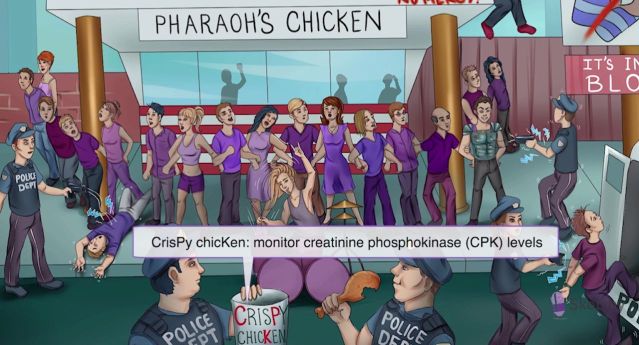 NUMEROF
PHARAOH'S CHICKEN
IT'S IN
BLO
POLICE
DEPT
CrisPy chicKen: monitor creatinine phosphokinase (CPK) levels
CRISPY
CHICKEN
POLICE
POLICE
DEPT